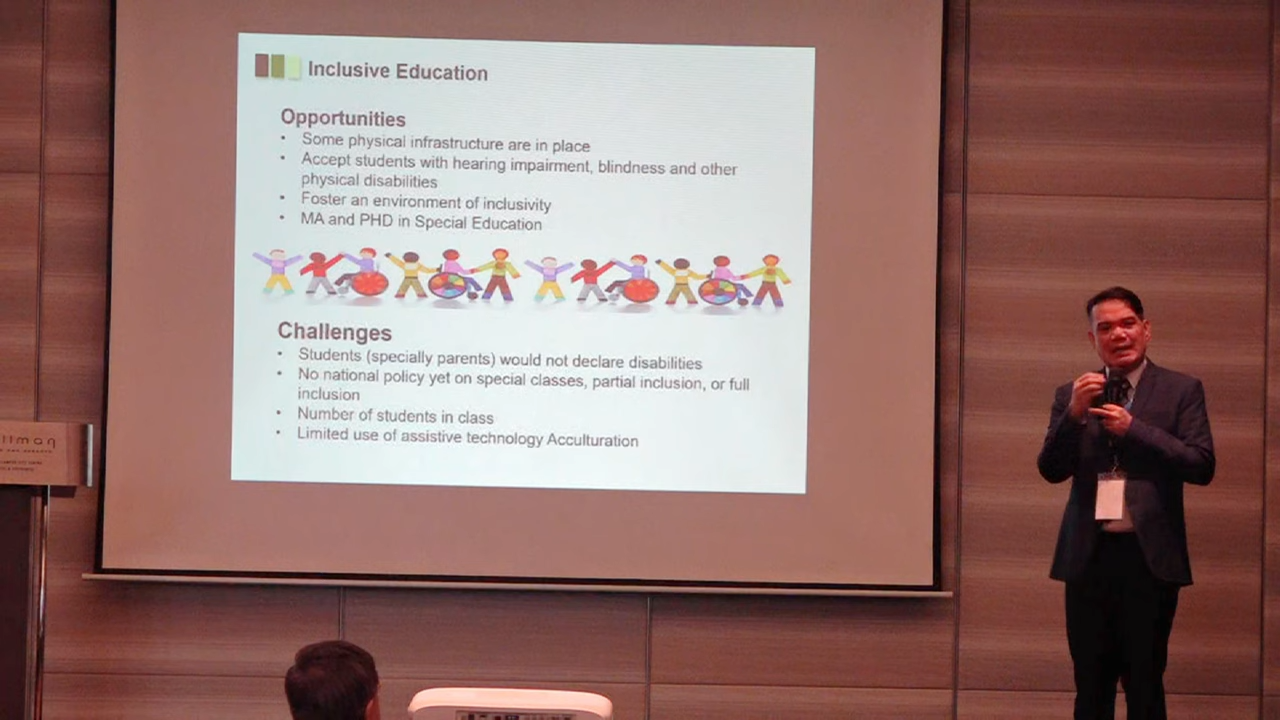 Inclusive Education
Opportunities
• Some physical infrastructure are in place
• Accept students with hearing impairment, blindness and other
physical disabilities
• Foster an environment of inclusivity
• MA and PHD in Special Education
Challenges
• Students (specially parents) would not declare disabilities
• No national policy yet on special classes, partial inclusion, or full
inclusion
• Number of students in class
• Limited use of assistive technology Acculturation